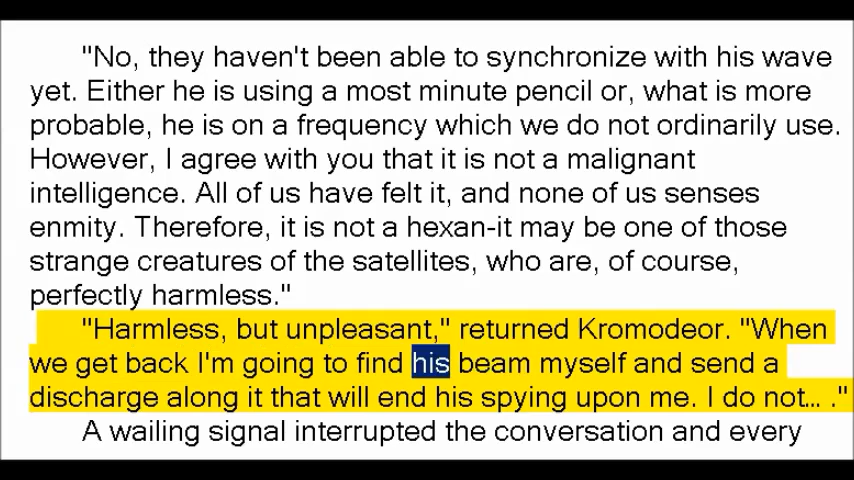 "No, they haven't been able to synchronize with his wave
yet. Either he is using a most minute pencil or, what is more
probable, he is on a frequency which we do not ordinarily use.
However, I agree with you that it is not a malignant
intelligence. All of us have felt it, and none of us senses
enmity. Therefore, it is not a hexan-it may be one of those
strange creatures of the satellites, who are, of course,
perfectly harmless."
"Harmless, but unpleasant," returned Kromodeor. "When
we get back I'm going to find his beam myself and send a
discharge along it that will end his spying upon me. I do not... ."
A wailing signal interrupted the conversation and every